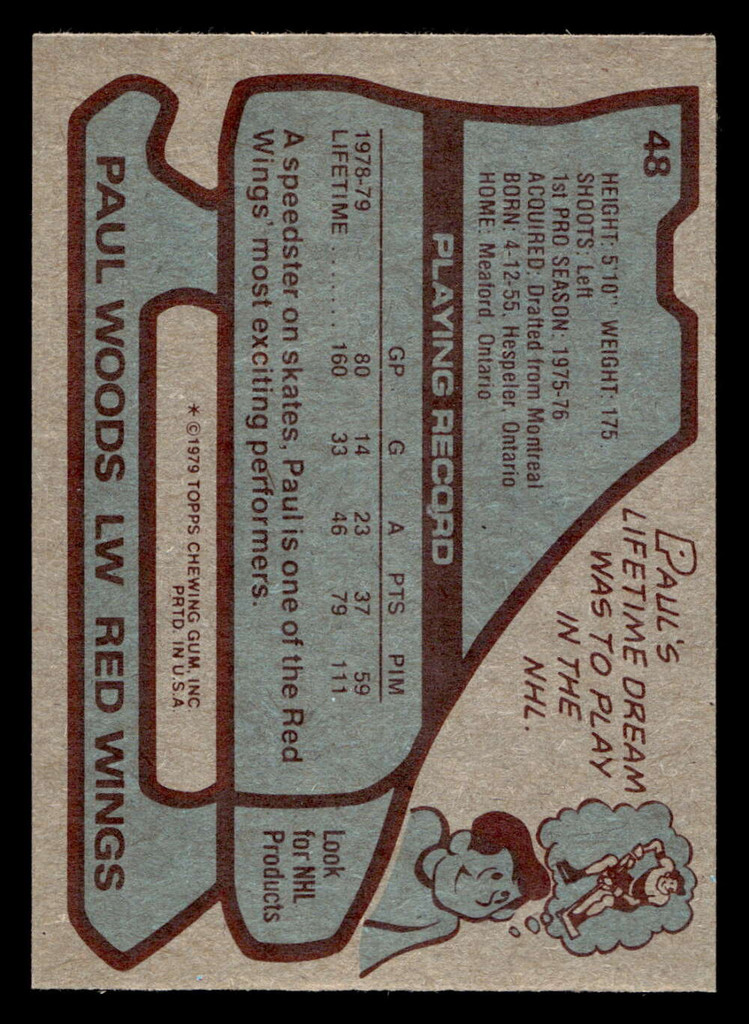 48
HEIGHT: 5'10" WEIGHT: 175
SHOOTS: Left
1st PRO SEASON: 1975-76
ACQUIRED: Drafted from Montreal
BORN: 4-12-55, Hespeler, Ontario
HOME: Meaford, Ontario
PAUL'S
LIFETIME DREAM
WAS TO PLAY
IN THE
NHL.
PLAYING RECORD
GP G A PTS PIM
1978-79 80 14 23 37 59
LIFETIME ....... 160 33 46 79 111
A speedster on skates, Paul is one of the Red
Wings' most exciting performers.
Look
for NHL
Products
* ©1979 TOPPS CHEWING GUM, INC
PRTD. IN U.S.A.
PAUL WOODS LW RED WINGS